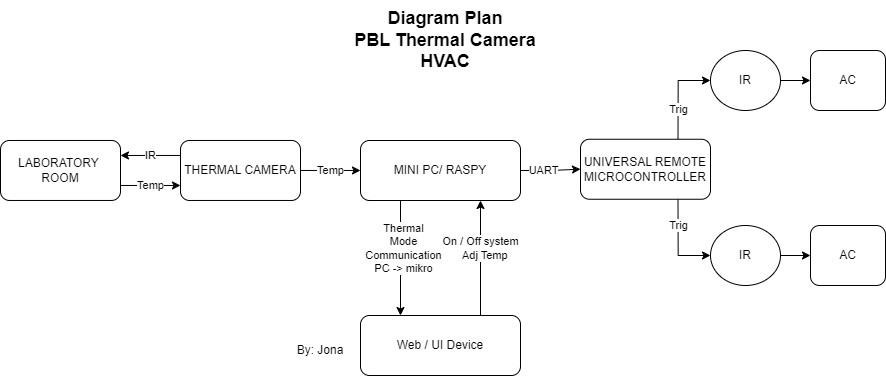 Diagram Plan
PBL Thermal Camera
HVAC
LABORATORY
ROOM
IR
Temp
THERMAL CAMERA
Temp
MINI PC/ RASPY
UART
UNIVERSAL REMOTE
MICROCONTROLLER
Trig
IR
AC
Trig
IR
AC
Thermal
Mode
Communication
PC -> mikro
On / Off system
Adj Temp
Web / UI Device
By: Jona